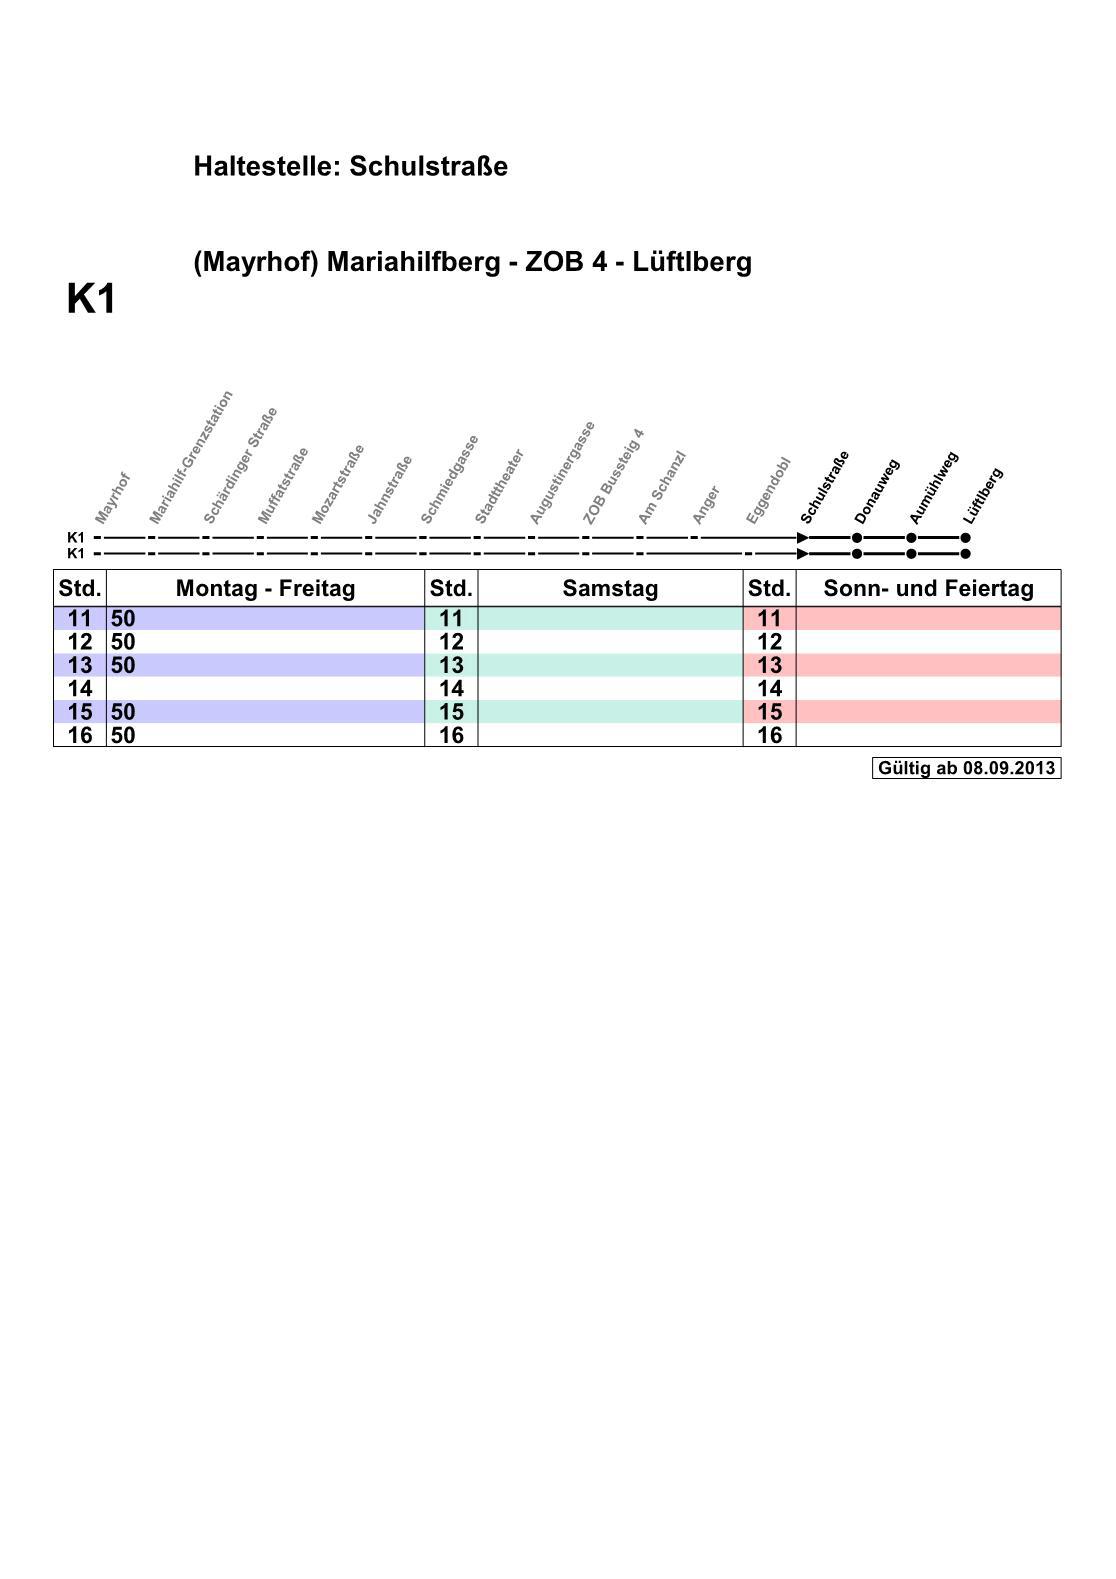 Haltestelle: Schulstraße
(Mayrhof) Mariahilfberg - ZOB 4 - Lüftlberg
K1
Mayrhof
Mariahilf-Grenzstation
Schärdinger Straße
Muffatstraße
Mozartstraße
Jahnstraße
Schmiedgasse
Stadttheater
Augustinergasse
ZOB Bussteig 4
Am Schanzl
Anger
Eggendobl
Schulstraße
Donauweg
Aumühlweg
Lüftlberg
K1
K1
Std. Montag - Freitag Std. Samstag Std. Sonn- und Feiertag
11 50 11 11
12 50 12 12
13 50 13 13
14 14 14
15 50 15 15
16 50 16 16
Gültig ab 08.09.2013